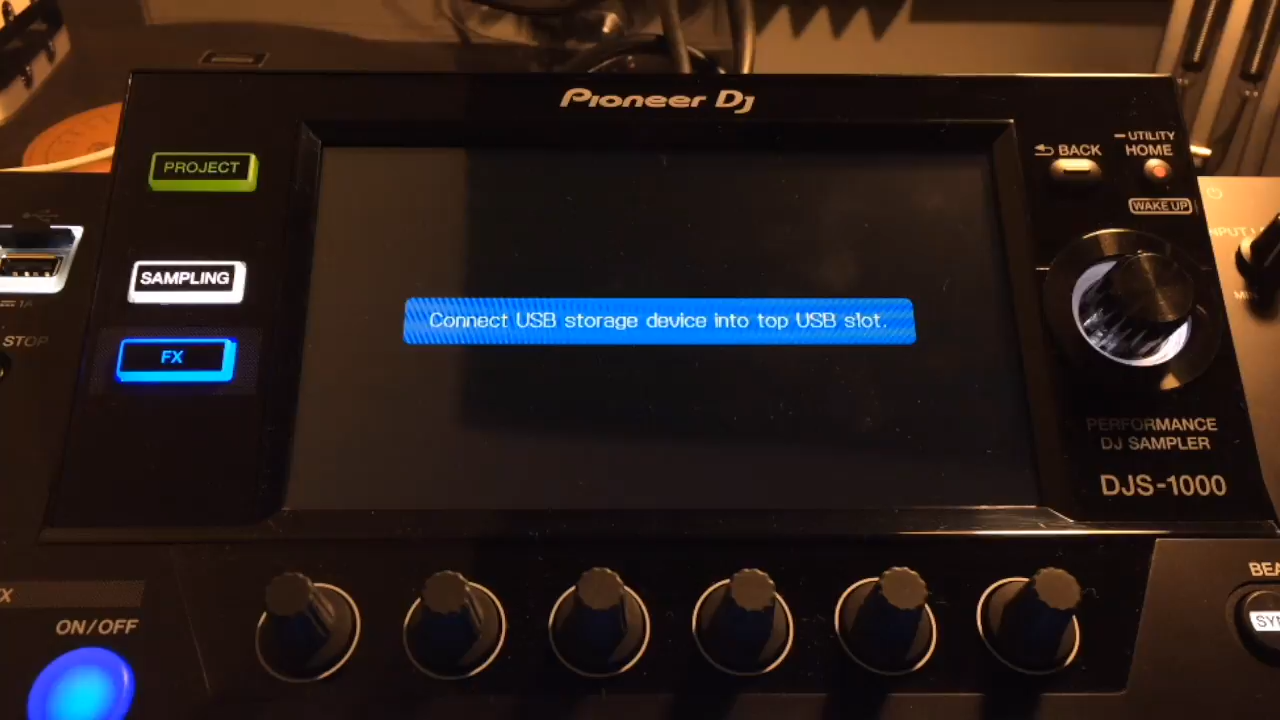 Pioneer Dj
PROJECT
BACK
UTILITY
HOME
WAKE UP
SAMPLING
1A
STOP
FX
Connect USB storage device into top USB slot.
PERFORMANCE
DJ SAMPLER
DJS-1000
ON/OFF